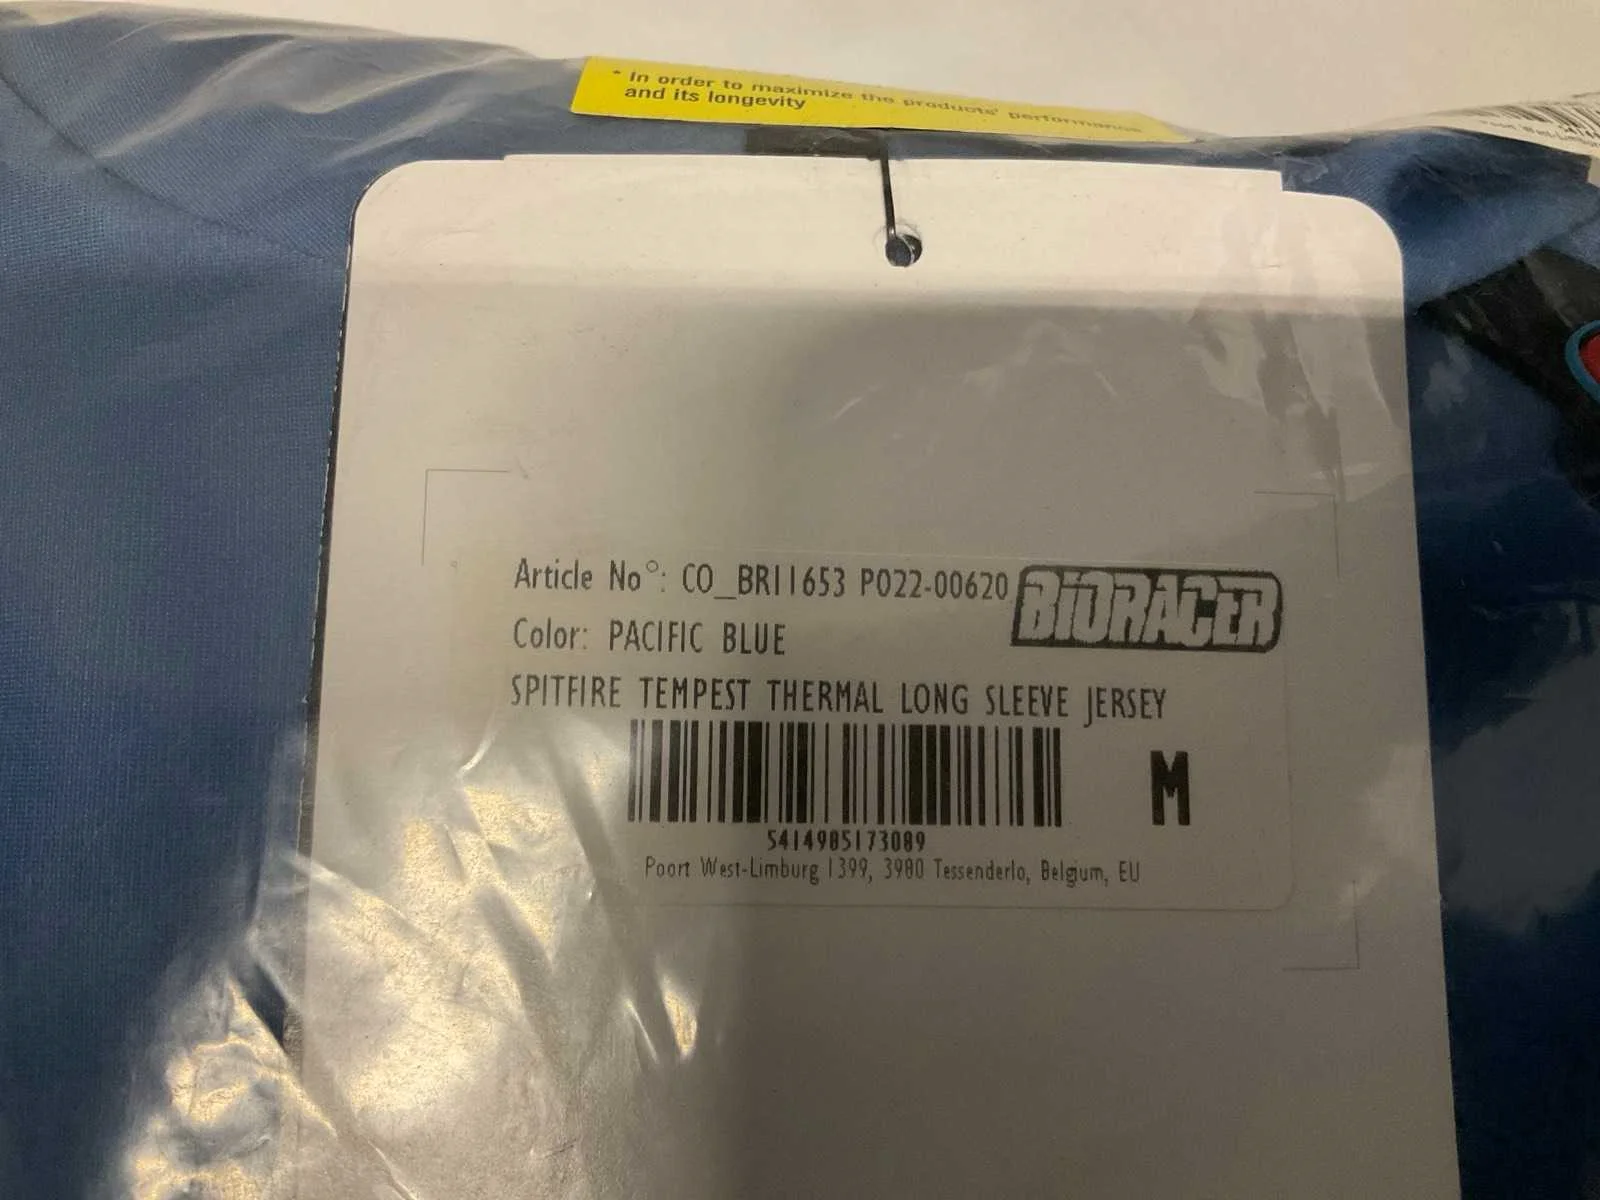 * In order to maximize the products' performance
and its longevity
Article No°: CO_BR11653 P022-00620
BIORACER
Color: PACIFIC BLUE
SPITFIRE TEMPEST THERMAL LONG SLEEVE JERSEY
M
5414985173089
Poort West-Limburg 1399, 3980 Tessenderlo, Belgium, EU